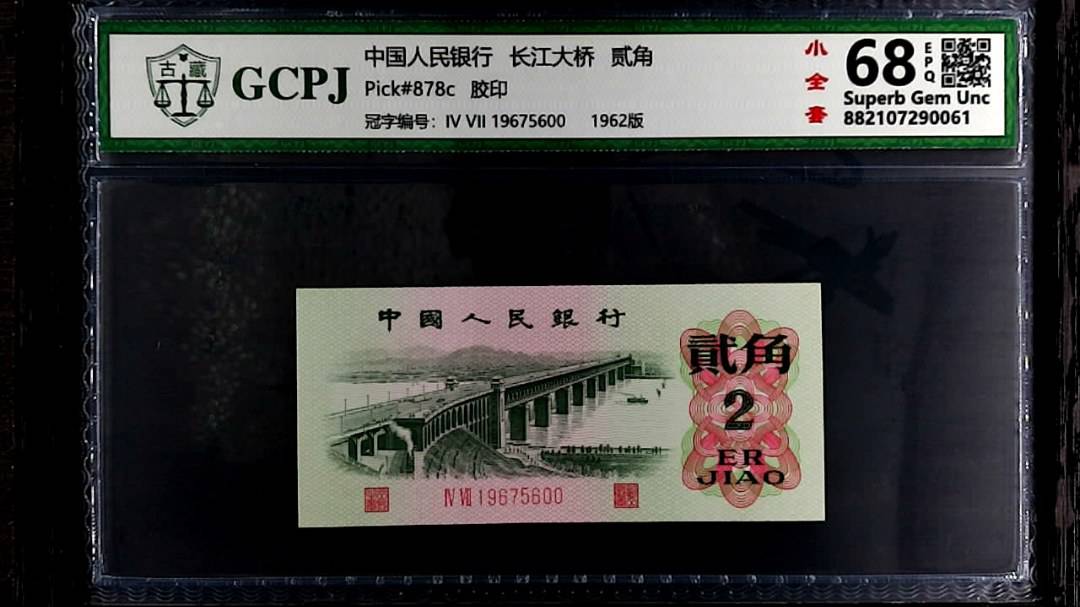 古 藏
GCPJ
中国人民银行 长江大桥 贰角
Pick#878c 胶印
冠字编号: IV VII 19675600 1962版
小全套
68
EPQ
Superb Gem Unc
882107290061
中國人民銀行
貳角
2
ER
JIAO
IV VII 19675600